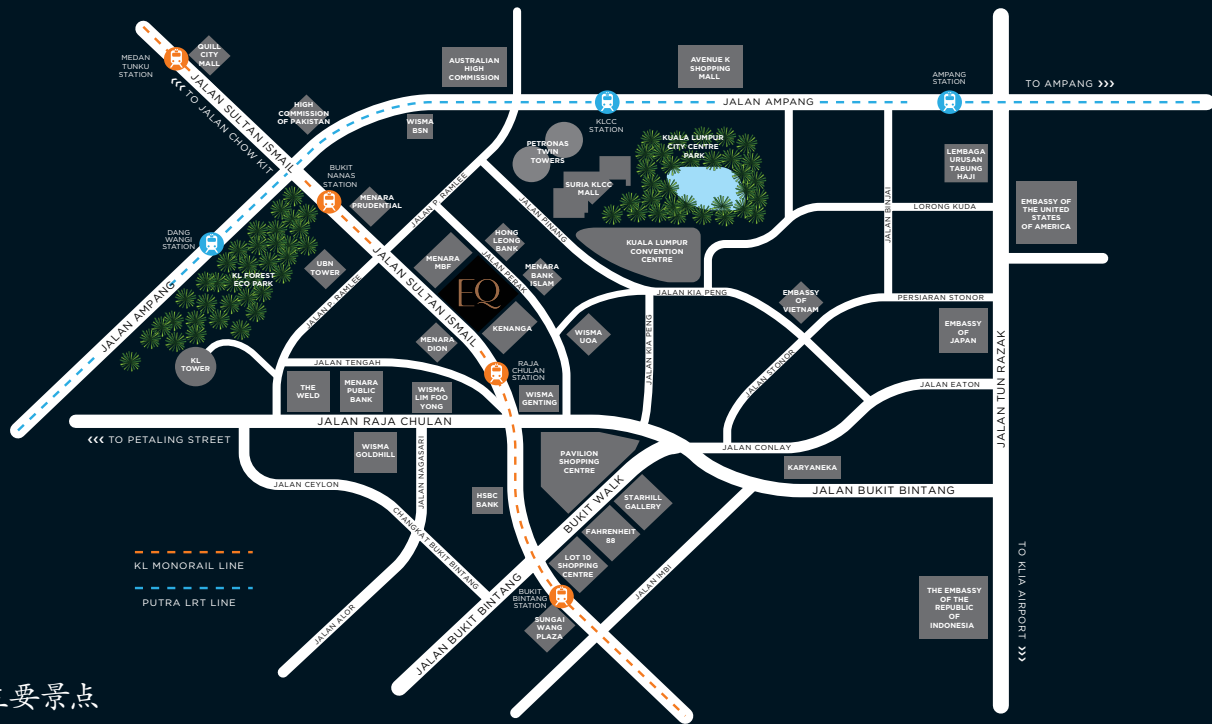 MEDAN
TUNKU
STATION
QUILL
CITY
MALL
AUSTRALIAN
HIGH
COMMISSION
AVENUE K
SHOPPING
MALL
AMPANG
STATION
TO AMPANG >>>
<<< TO JALAN CHOW KIT
JALAN SULTAN ISMAIL
HIGH
COMMISSION
OF PAKISTAN
WISMA
BSN
KLCC
STATION
JALAN AMPANG
PETRONAS
TWIN
TOWERS
KUALA LUMPUR
CITY CENTRE
PARK
LEMBAGA
URUSAN
TABUNG
HAJI
BUKIT
NANAS
STATION
MENARA
PRUDENTIAL
JALAN P. RAMLEE
SURIA KLCC
MALL
JALAN PINANG
JALAN BINJAI
LORONG KUDA
EMBASSY OF
THE UNITED
STATES
OF AMERICA
DANG
WANGI
STATION
KL FOREST
ECO PARK
UBN
TOWER
JALAN SULTAN ISMAIL
MENARA
MBF
HONG
LEONG
BANK
JALAN PERAK
MENARA
BANK
ISLAM
KUALA LUMPUR
CONVENTION
CENTRE
EQ
JALAN P. RAMLEE
JALAN KIA PENG
EMBASSY
OF
VIETNAM
PERSIARAN STONOR
JALAN AMPANG
MENARA
DION
KENANGA
WISMA
UOA
JALAN KIA PENG
EMBASSY
OF
JAPAN
KL
TOWER
JALAN TENGAH
RAJA
CHULAN
STATION
JALAN STONOR
JALAN EATON
JALAN TUN RAZAK
THE
WELD
MENARA
PUBLIC
BANK
WISMA
LIM FOO
YONG
WISMA
GENTING
JALAN RAJA CHULAN
<<< TO PETALING STREET
WISMA
GOLDHILL
JALAN NAGASARI
PAVILION
SHOPPING
CENTRE
JALAN CONLAY
KARYANEKA
JALAN CEYLON
HSBC
BANK
BUKIT WALK
STARHILL
GALLERY
JALAN BUKIT BINTANG
CHANGKAT BUKIT BINTANG
FAHRENHEIT
88
LOT 10
SHOPPING
CENTRE
JALAN IMBI
TO KLIA AIRPORT >>>
KL MONORAIL LINE
PUTRA LRT LINE
BUKIT
BINTANG
STATION
JALAN ALOR
JALAN BUKIT BINTANG
SUNGAI
WANG
PLAZA
THE EMBASSY
OF THE
REPUBLIC
OF
INDONESIA
要景点